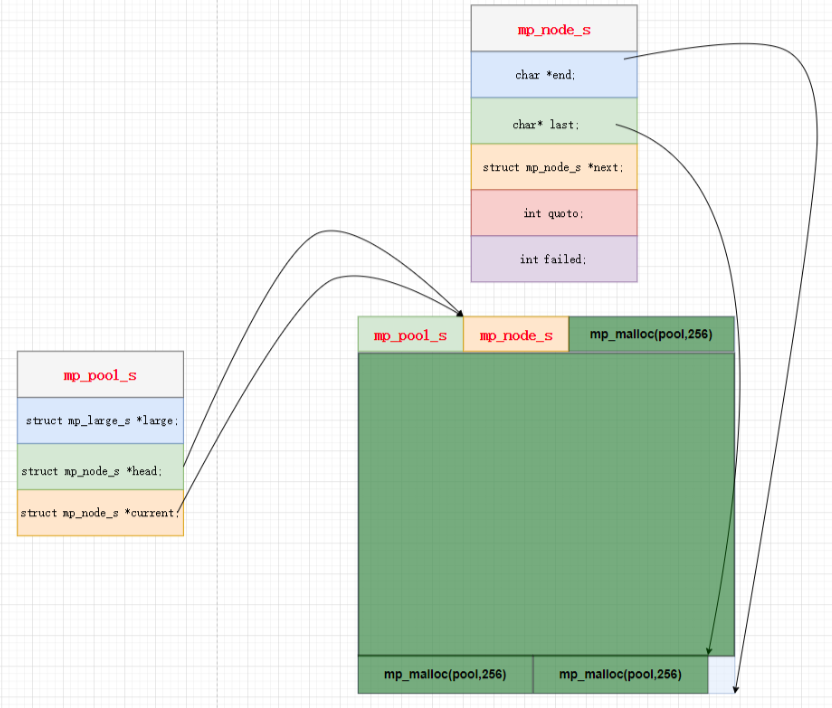 mp_node_s
char *end;
char* last;
struct mp_node_s *next;
int quoto;
int failed;
mp_pool_s
mp_node_s
mp_malloc(pool,256)
mp_pool_s
struct mp_large_s *large;
struct mp_node_s *head;
struct mp_node_s *current;
mp_malloc(pool,256)
mp_malloc(pool,256)